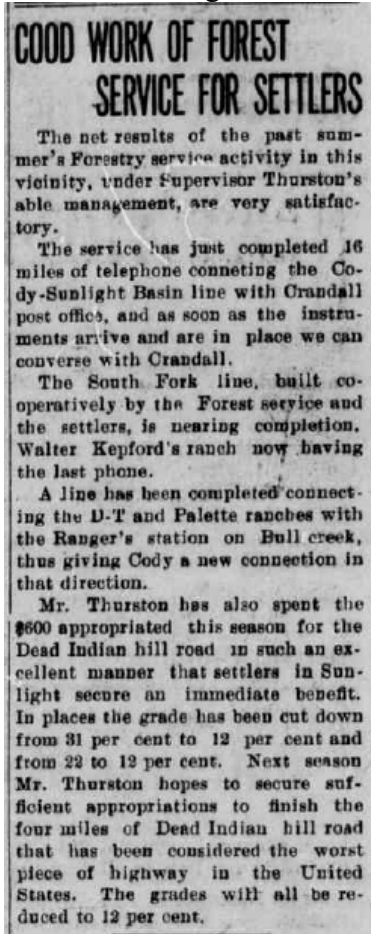 GOOD WORK OF FOREST
SERVICE FOR SETTLERS
The net results of the past sum-
mer's Forestry service activity in this
vicinity, under Supervisor Thurston's
able management, are very satisfac-
tory.
The service has just completed 16
miles of telephone conneting the Co-
dy-Sunlight Basin line with Crandall
post office, and as soon as the instru-
ments arrive and are in place we can
converse with Crandall.
The South Fork line, built co-
operatively by the Forest service and
the settlers, is nearing completion,
Walter Kepford's ranch now having
the last phone.
A line has been completed connect-
ing the D-T and Palette ranches with
the Ranger's station on Bull creek,
thus giving Cody a new connection in
that direction.
Mr. Thurston has also spent the
$600 appropriated this season for the
Dead Indian hill road in such an ex-
cellent manner that settlers in Sun-
light secure an immediate benefit.
In places the grade has been cut down
from 31 per cent to 12 per cent and
from 22 to 12 per cent. Next season
Mr. Thurston hopes to secure suf-
ficient appropriations to finish the
four miles of Dead Indian hill road
that has been considered the worst
piece of highway in the United
States. The grades will all be re-
duced to 12 per cent.